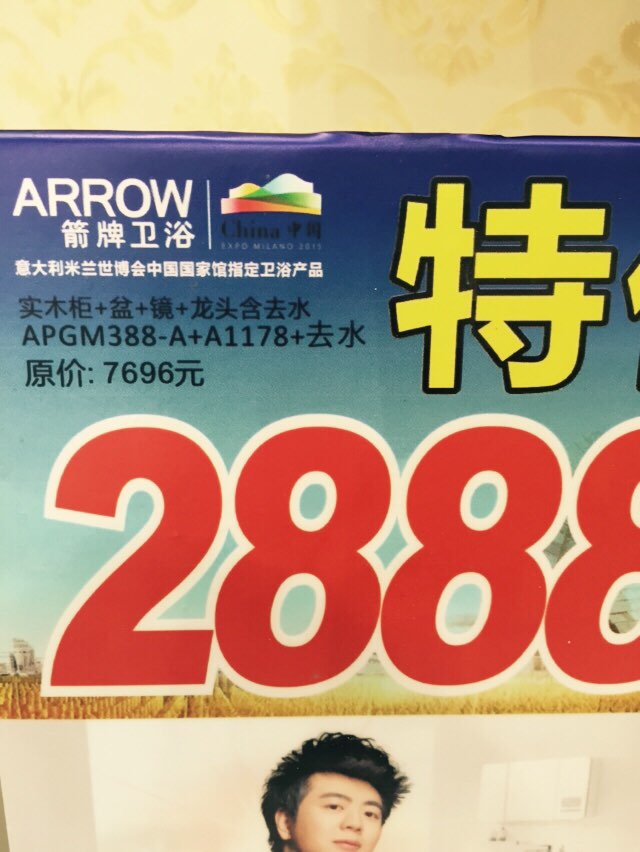 ARROW
箭牌卫浴
China 中国
EXPO MILANO 2015
意大利米兰世博会中国国家馆指定卫浴产品
实木柜+盆+镜+龙头含去水
APGM388-A+A1178+去水
原价: 7696元
特
2888